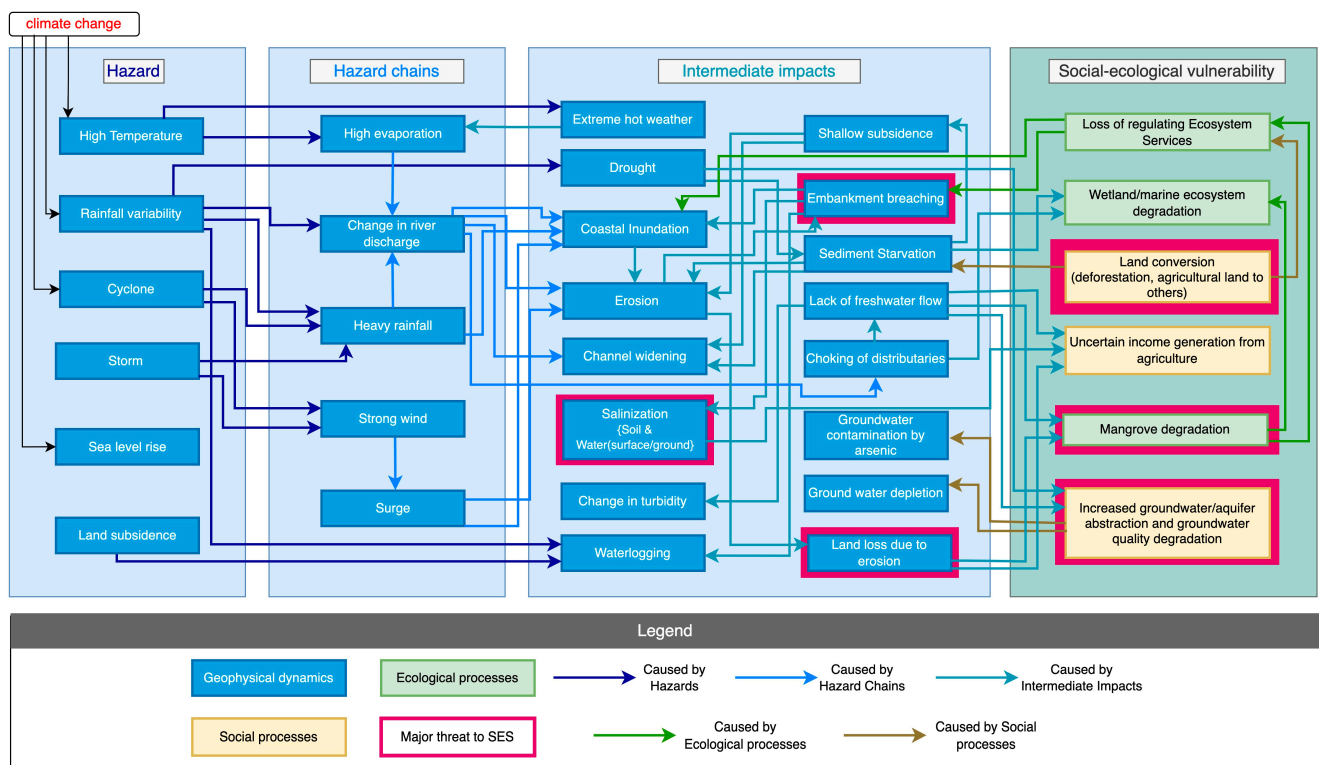 climate change
Hazard
Hazard chains
Intermediate impacts
Social-ecological vulnerability
High Temperature
Rainfall variability
Cyclone
Storm
Sea level rise
Land subsidence
High evaporation
Change in river
discharge
Heavy rainfall
Strong wind
Surge
Extreme hot weather
Drought
Coastal Inundation
Erosion
Channel widening
Salinization
{Soil &
Water(surface/ground}
Change in turbidity
Waterlogging
Shallow subsidence
Embankment breaching
Sediment Starvation
Lack of freshwater flow
Choking of distributaries
Groundwater
contamination by
arsenic
Ground water depletion
Land loss due to
erosion
Loss of regulating Ecosystem
Services
Wetland/marine ecosystem
degradation
Land conversion
(deforestation, agricultural land to
others)
Uncertain income generation from
agriculture
Mangrove degradation
Increased groundwater/aquifer
abstraction and groundwater
quality degradation
Legend
Geophysical dynamics
Ecological processes
Caused by
Hazards
Caused by
Hazard Chains
Caused by
Intermediate Impacts
Social processes
Major threat to SES
Caused by
Ecological processes
Caused by Social
processes